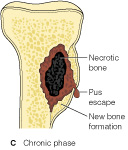 Necrotic
bone
Pus
escape
New bone
formation
C Chronic phase